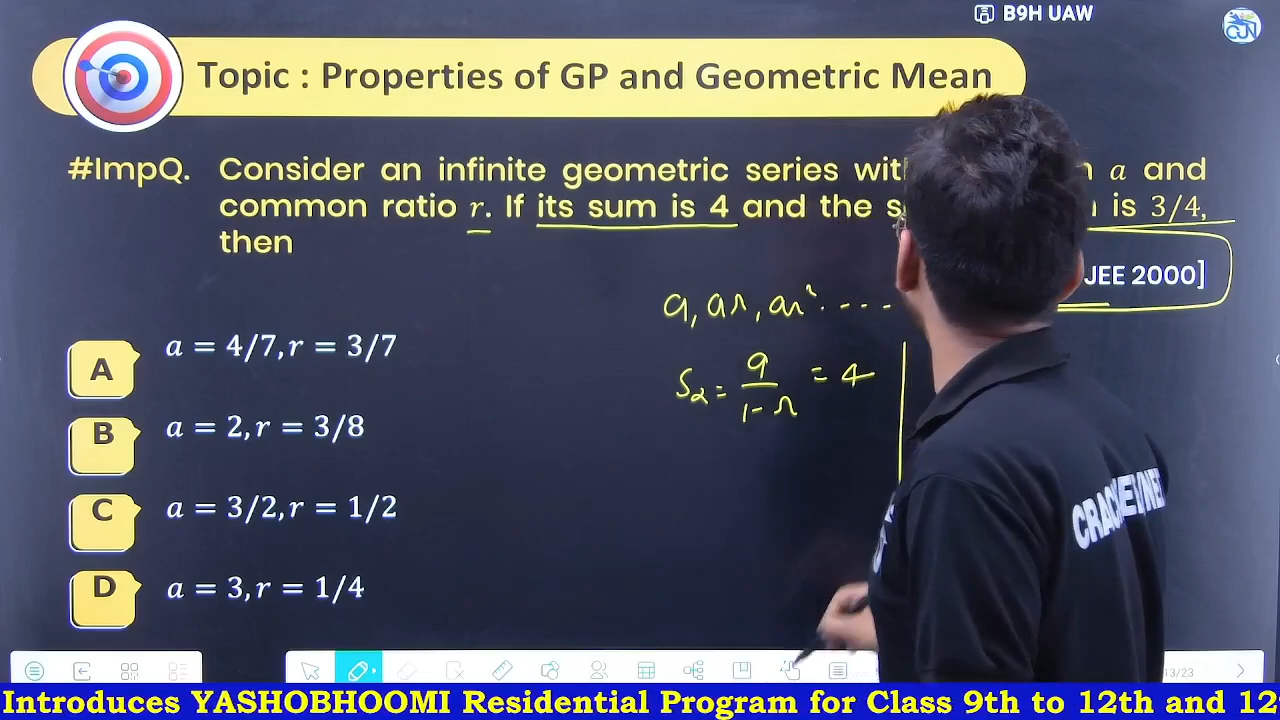 B9H UAW
Topic : Properties of GP and Geometric Mean
#ImpQ. Consider an infinite geometric series a and
common ratio r. If its sum is 4 and the is 3/4,
then
JEE 2000]
a, ar, ar² - - -
A a = 4/7, r = 3/7
S∝ = a/1-r = 4
B a = 2, r = 3/8
C a = 3/2, r = 1/2
D a = 3, r = 1/4
13/23
Introduces YASHOBHOOMI Residential Program for Class 9th to 12th and 12